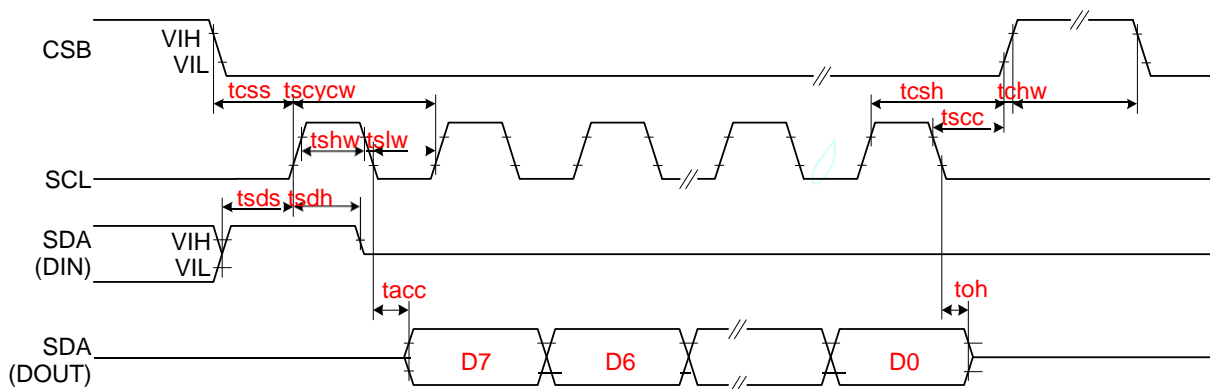 CSB
VIH
VIL
tcss tscycw tcsh tchw
tscc
tshw tslw
SCL
tsds tsdh
SDA
(DIN)
VIH
VIL
tacc toh
SDA
(DOUT)
D7 D6 D0